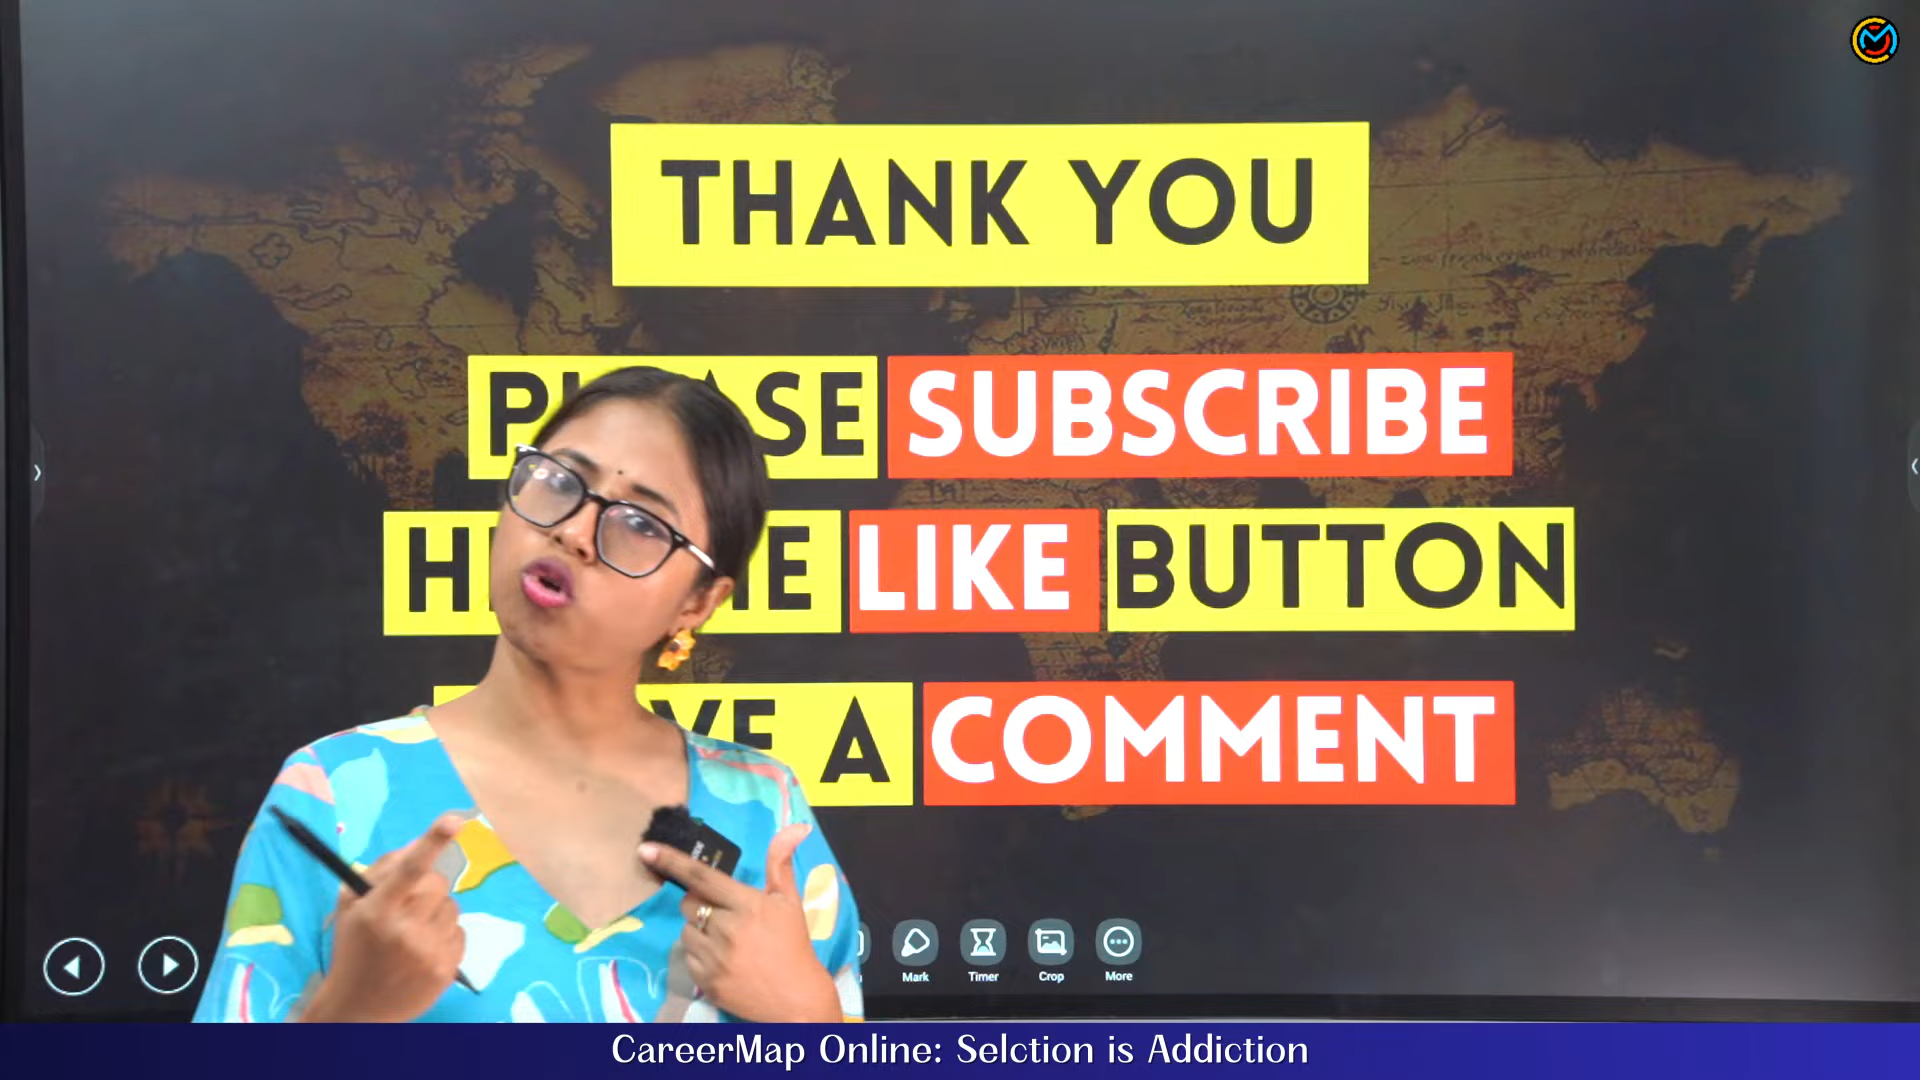 THANK YOU
SUBSCRIBE
LIKE BUTTON
A COMMENT
Mark Timer Crop More
CareerMap Online: Selction is Addiction